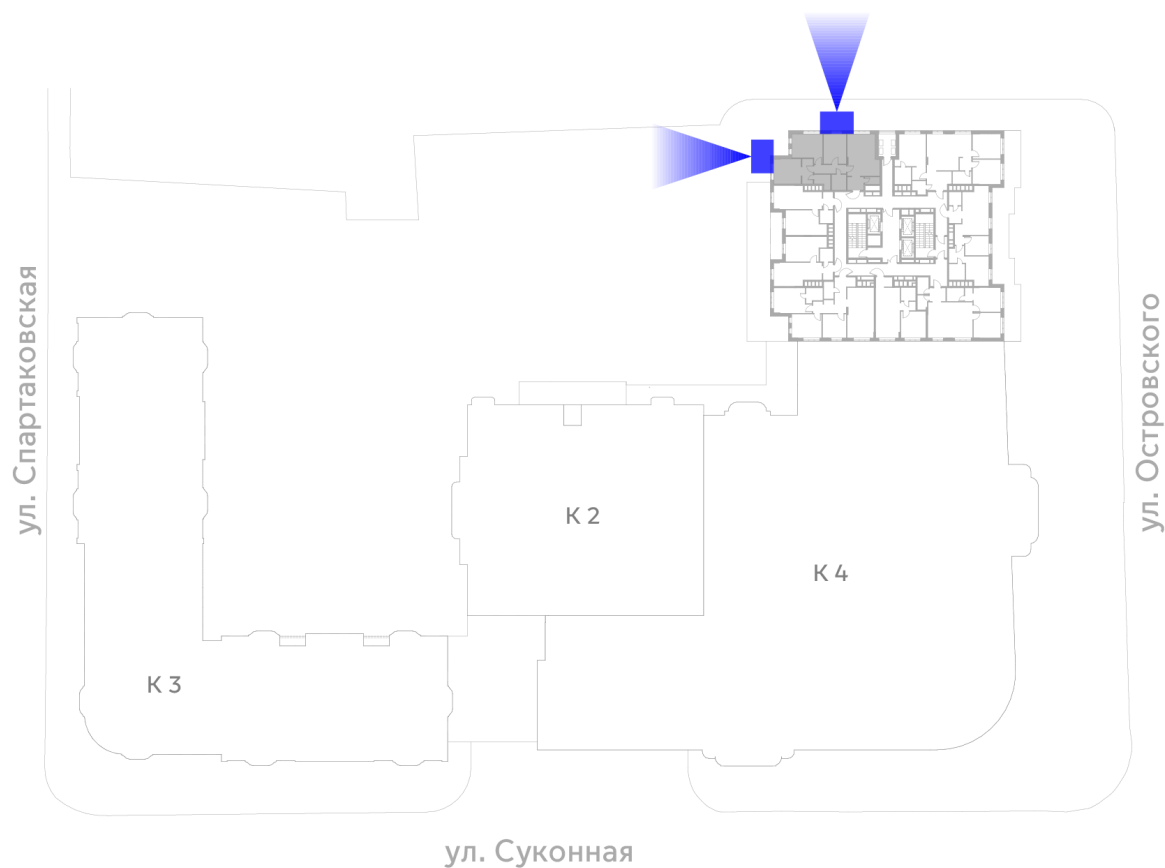 ул. Спартаковская
ул. Островского
К 2
К 4
К 3
ул. Суконная